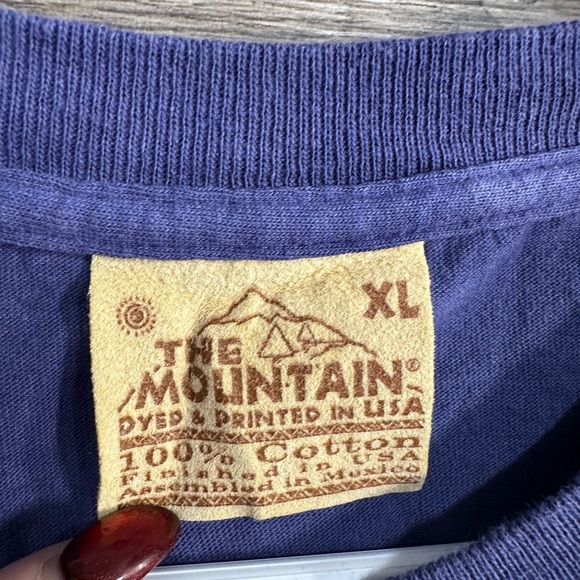 XL
THE
MOUNTAIN®
DYED & PRINTED IN USA
100% Cotton
Finished in USA
Assembled in Mexico